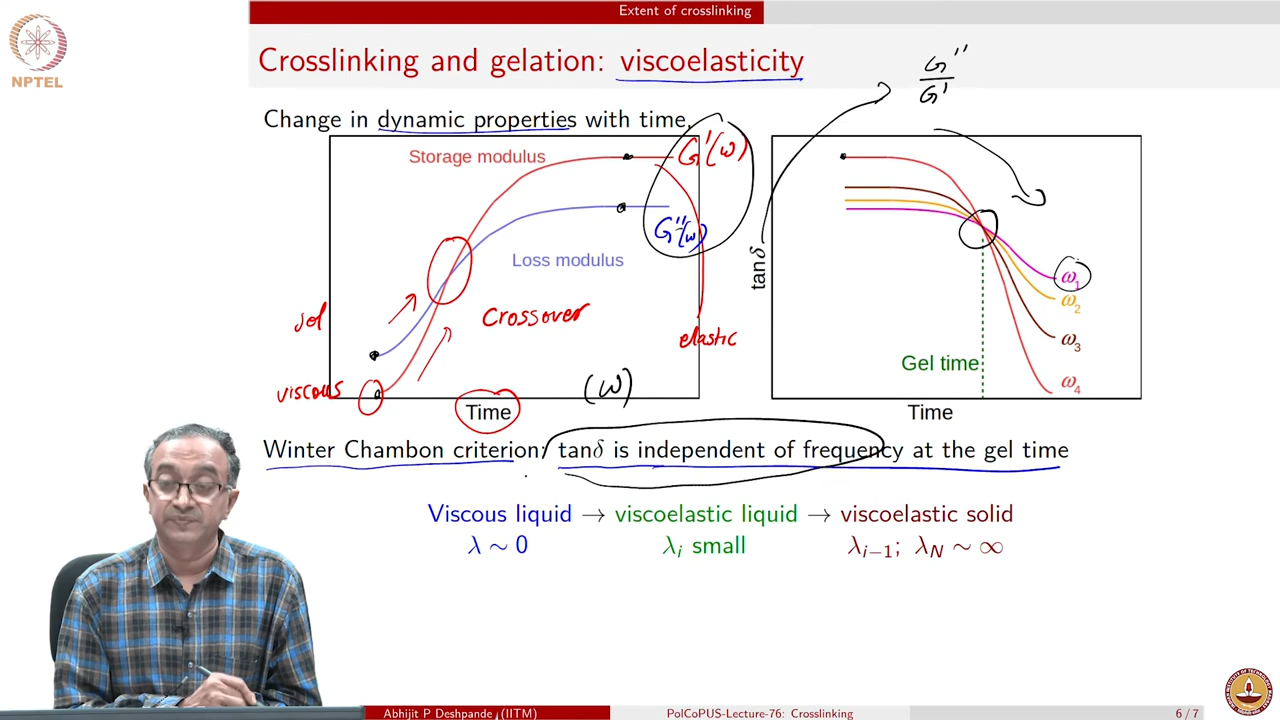 Extent of crosslinking
NPTEL
Crosslinking and gelation: viscoelasticity
G''
G'
Change in dynamic properties with time.
Storage modulus
G'(ω)
G''(ω)
Loss modulus
sol
Crossover
elastic
viscous
(ω)
Time
tanδ
ω1
ω2
ω3
ω4
Gel time
Time
Winter Chambon criterion: tanδ is independent of frequency at the gel time
Viscous liquid → viscoelastic liquid → viscoelastic solid
λ ∼ 0 λi small λi−1; λN ∼ ∞
Abhijit P Deshpande (IITM) PolCoPUS-Lecture-76: Crosslinking 6 / 7